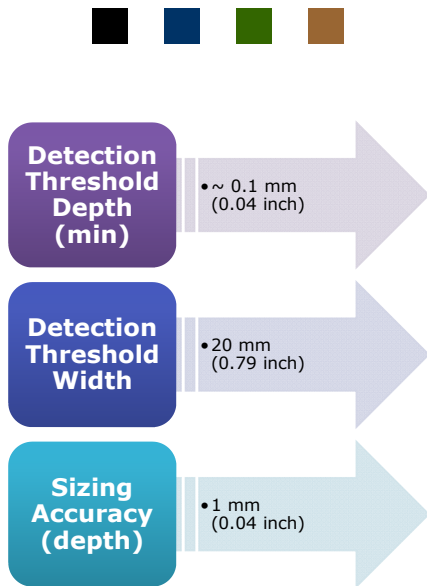 Detection
Threshold
Depth
(min)
• ~ 0.1 mm
(0.04 inch)
Detection
Threshold
Width
• 20 mm
(0.79 inch)
Sizing
Accuracy
(depth)
• 1 mm
(0.04 inch)